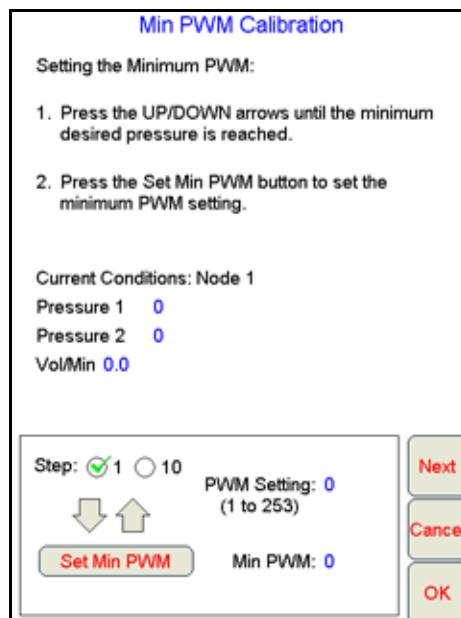 Min PWM Calibration
Setting the Minimum PWM:
1. Press the UP/DOWN arrows until the minimum
desired pressure is reached.
2. Press the Set Min PWM button to set the
minimum PWM setting.
Current Conditions: Node 1
Pressure 1 0
Pressure 2 0
Vol/Min 0.0
Step: 1 10
PWM Setting: 0
(1 to 253)
Set Min PWM
Min PWM: 0
Next
Cance
OK